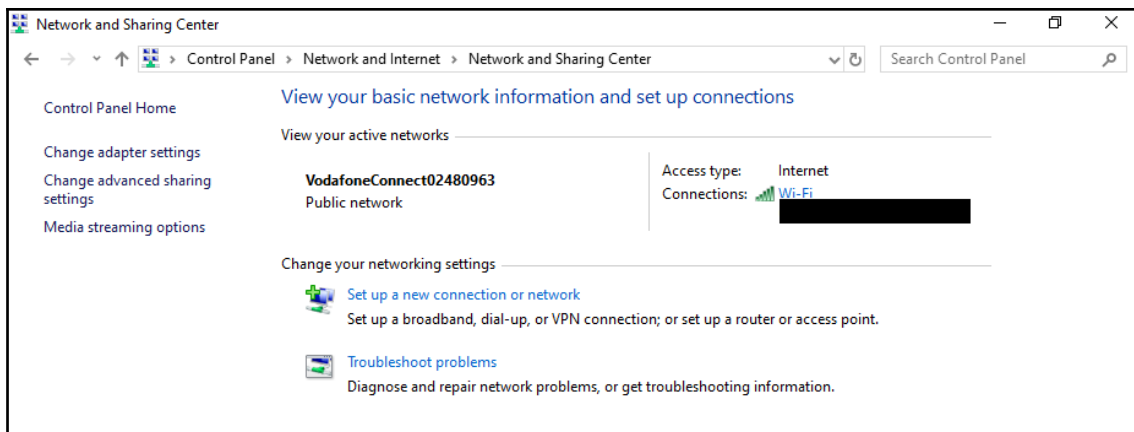 Network and Sharing Center
Control Panel > Network and Internet > Network and Sharing Center
Search Control Panel
Control Panel Home
Change adapter settings
Change advanced sharing
settings
Media streaming options
View your basic network information and set up connections
View your active networks
VodafoneConnect02480963
Public network
Access type: Internet
Connections: Wi-Fi
Change your networking settings
Set up a new connection or network
Set up a broadband, dial-up, or VPN connection; or set up a router or access point.
Troubleshoot problems
Diagnose and repair network problems, or get troubleshooting information.